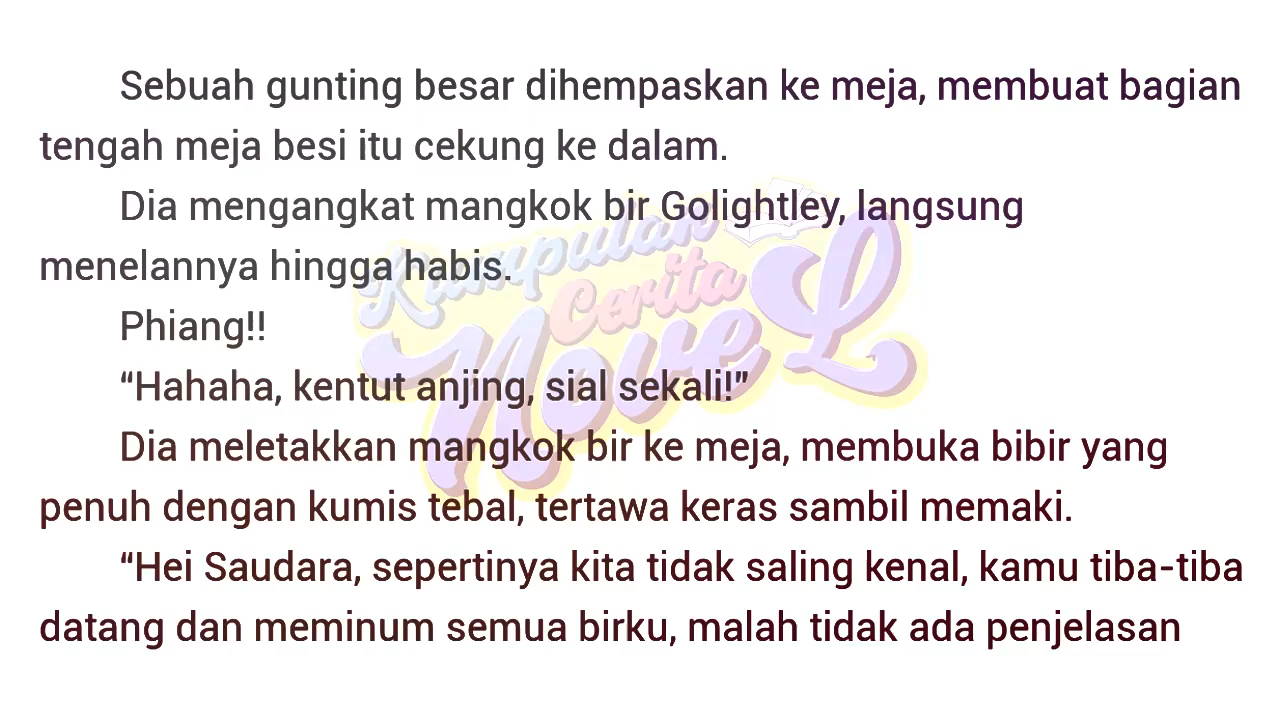 Sebuah gunting besar dihempaskan ke meja, membuat bagian
tengah meja besi itu cekung ke dalam.
Dia mengangkat mangkok bir Golightley, langsung
menelannya hingga habis.
Phiang!!
“Hahaha, kentut anjing, sial sekali!”
Dia meletakkan mangkok bir ke meja, membuka bibir yang
penuh dengan kumis tebal, tertawa keras sambil memaki.
“Hei Saudara, sepertinya kita tidak saling kenal, kamu tiba-tiba
datang dan meminum semua birku, malah tidak ada penjelasan
Kumpulan
Cerita
NoveL